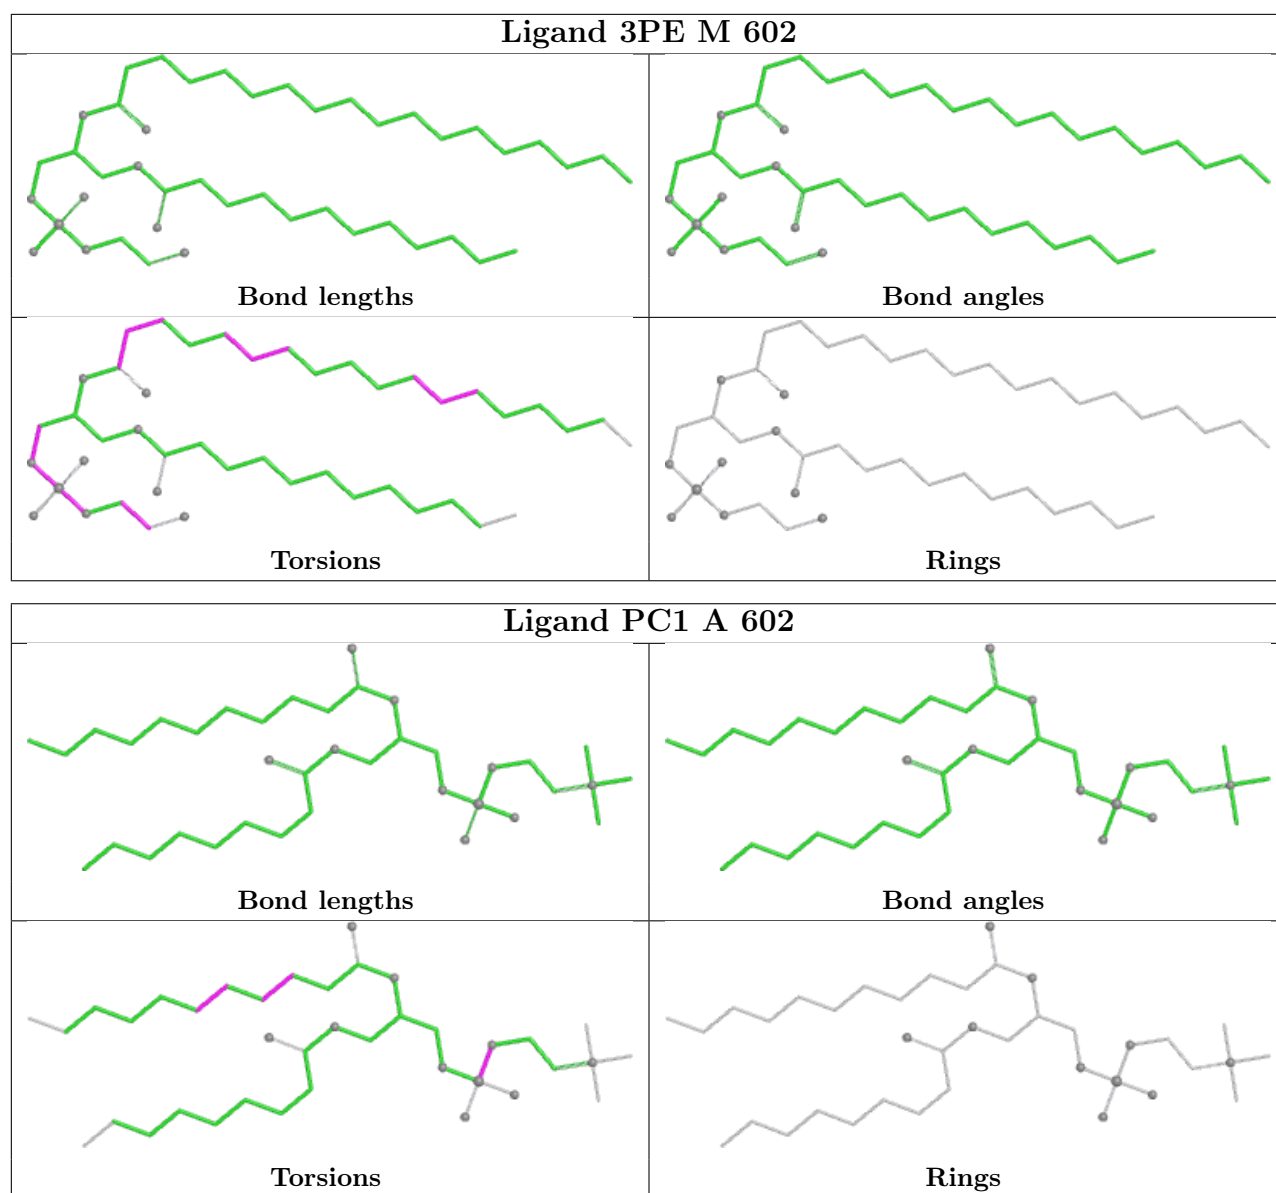 Ligand 3PE M 602
Bond lengths
Bond angles
Torsions
Rings
Ligand PC1 A 602
Bond lengths
Bond angles
Torsions
Rings